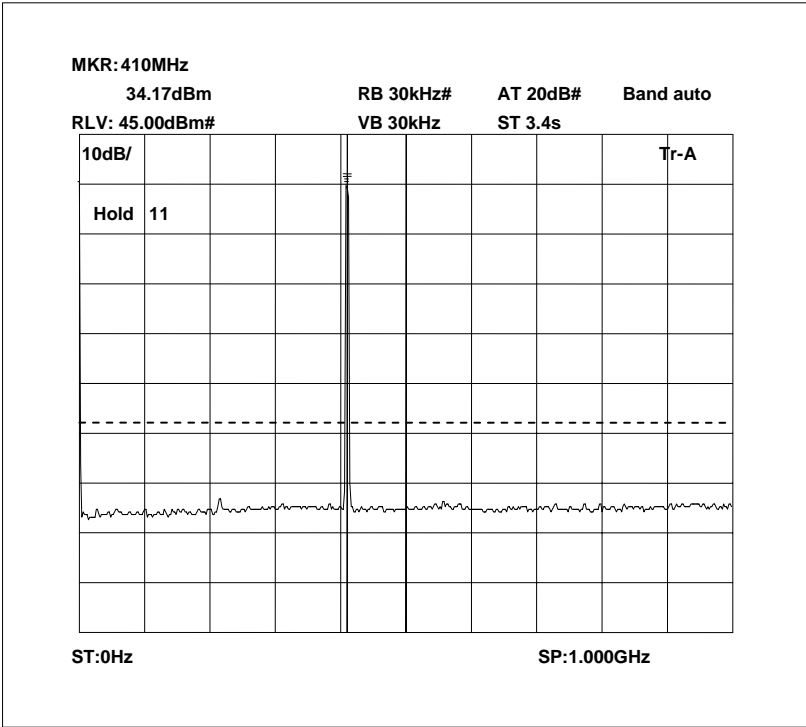 MKR: 410MHz
34.17dBm RB 30kHz# AT 20dB# Band auto
RLV: 45.00dBm# VB 30kHz ST 3.4s
10dB/ Tr-A
Hold 11
ST:0Hz SP:1.000GHz